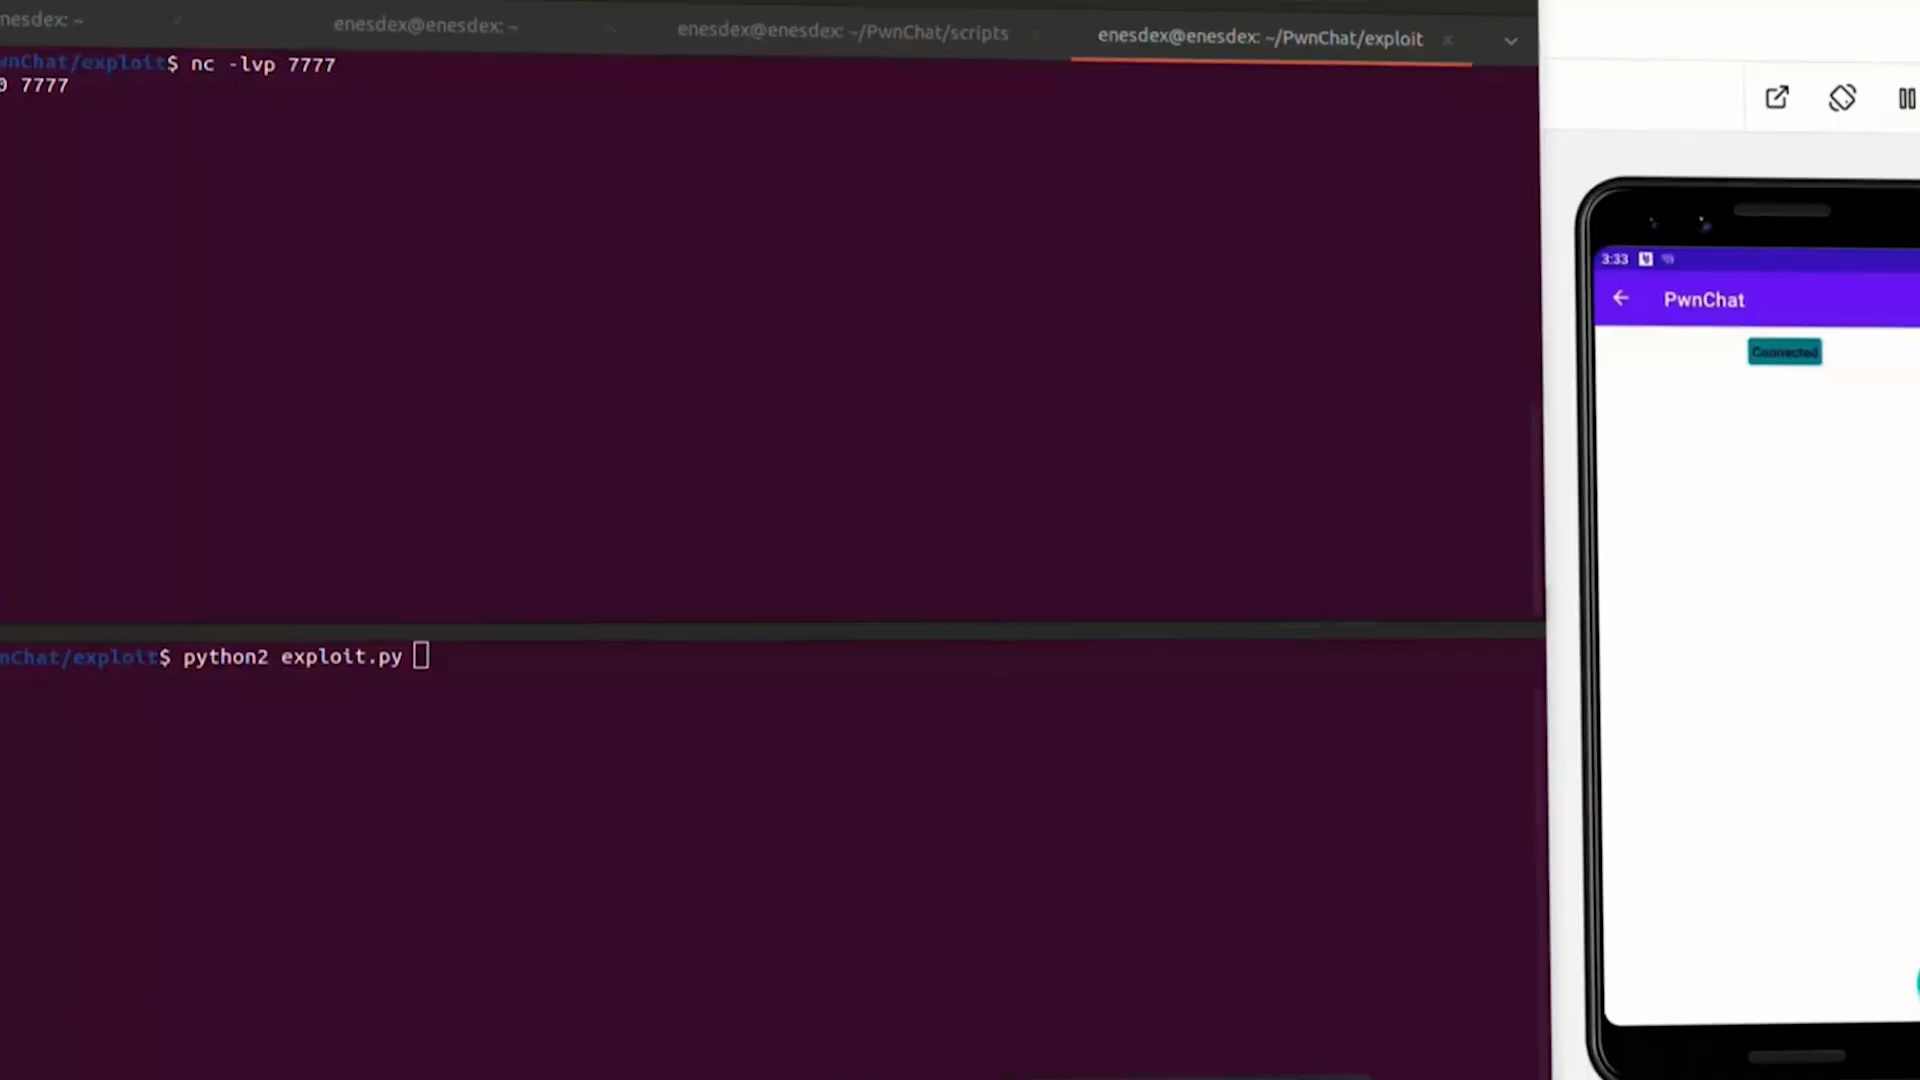 nesdex: ~
enesdex@enesdex: ~
enesdex@enesdex: ~/PwnChat/scripts
enesdex@enesdex: ~/PwnChat/exploit
wnChat/exploit$ nc -lvp 7777
0 7777
nChat/exploit$ python2 exploit.py
3:33
PwnChat
Connected